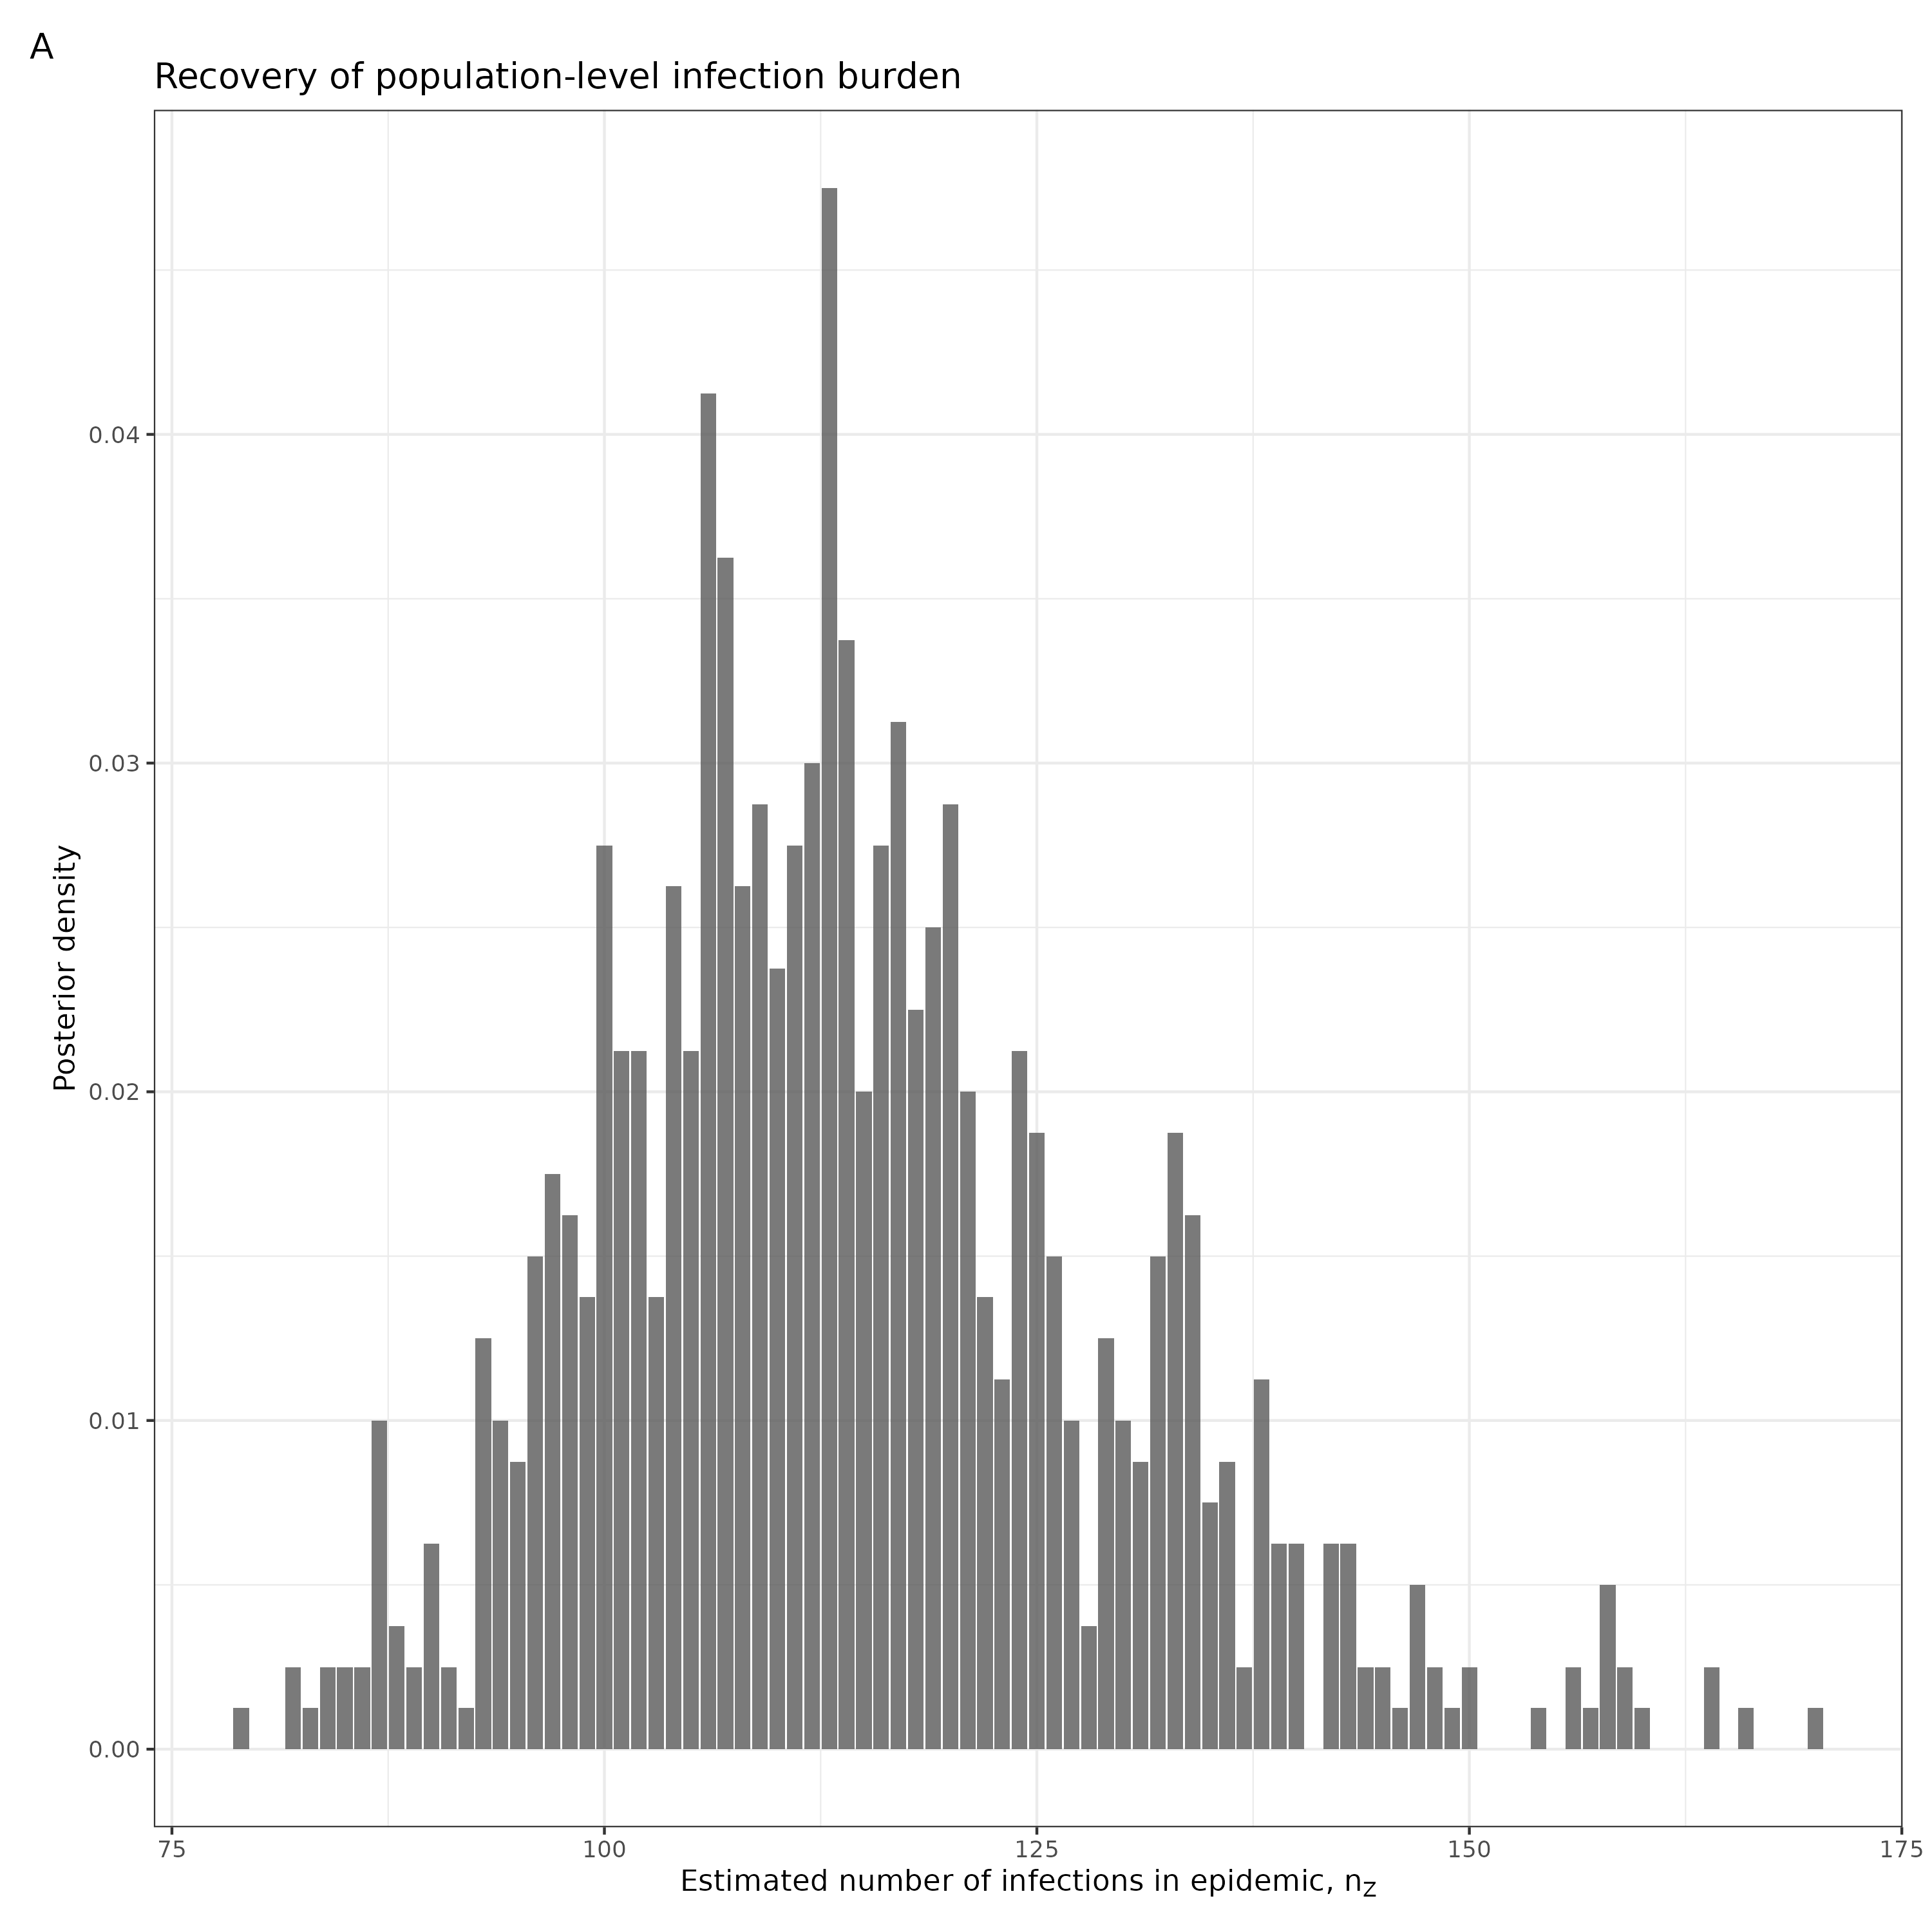 A
Recovery of population-level infection burden
Posterior density
0.04
0.03
0.02
0.01
0.00
75 100 125 150 175
Estimated number of infections in epidemic, nZ